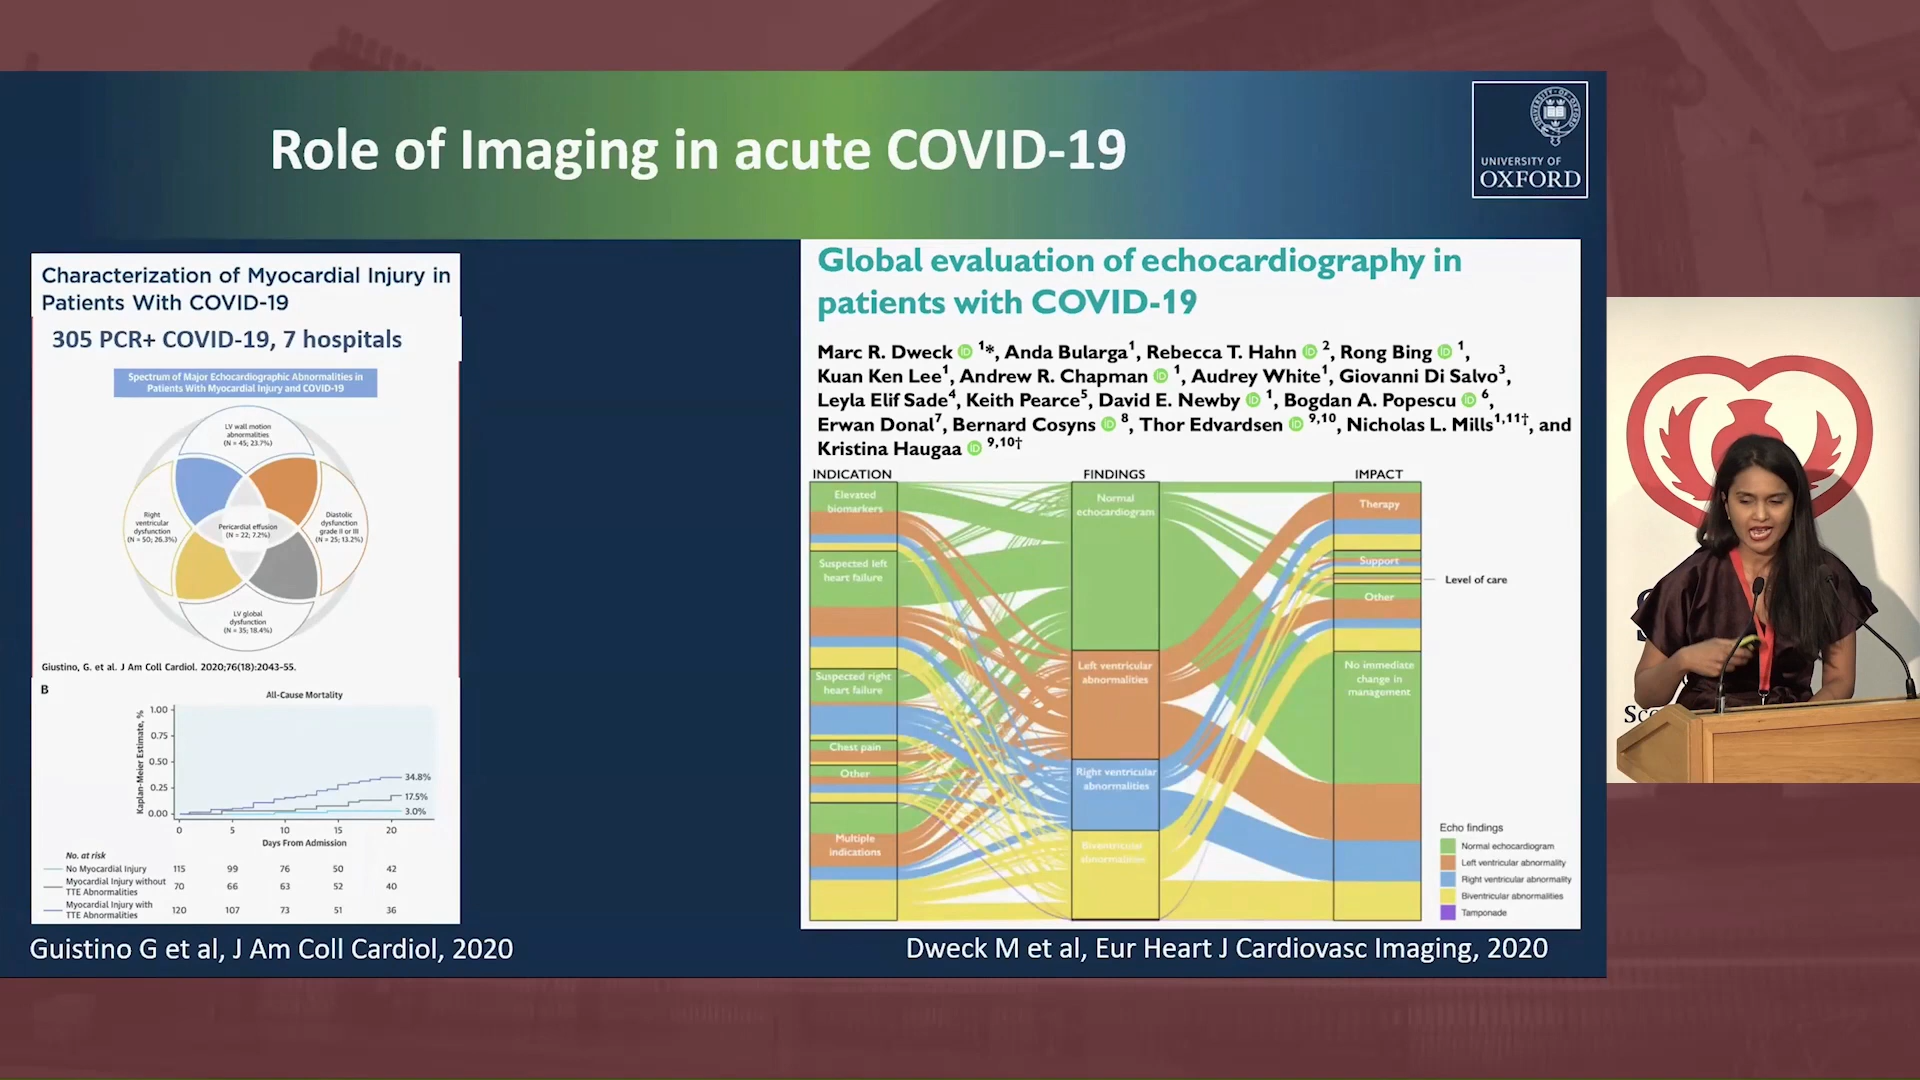 Role of Imaging in acute COVID-19
UNIVERSITY OF
OXFORD
Characterization of Myocardial Injury in
Patients With COVID-19
305 PCR+ COVID-19, 7 hospitals
Spectrum of Major Echocardiographic Abnormalities in
Patients With Myocardial Injury and COVID-19
LV wall motion
abnormalities
(N = 45; 23.7%)
Right
ventricular
dysfunction
(N = 50; 26.3%)
Pericardial effusion
(N = 22; 7.2%)
Diastolic
dysfunction
grade II or III
(N = 25; 13.2%)
LV global
dysfunction
(N = 35; 18.4%)
Giustino, G. et al. J Am Coll Cardiol. 2020;76(18):2043-55.
B
All-Cause Mortality
Kaplan-Meier Estimate, %
1.00
0.75
0.50
0.25
0.00
34.8%
17.5%
3.0%
0 5 10 15 20
Days From Admission
No. at risk
No Myocardial Injury 115 99 76 50 42
Myocardial Injury without
TTE Abnormalities 70 66 63 52 40
Myocardial Injury with
TTE Abnormalities 120 107 73 51 36
Guistino G et al, J Am Coll Cardiol, 2020
Global evaluation of echocardiography in
patients with COVID-19
Marc R. Dweck iD 1*, Anda Bularga1, Rebecca T. Hahn iD 2, Rong Bing iD 1,
Kuan Ken Lee1, Andrew R. Chapman iD 1, Audrey White1, Giovanni Di Salvo3,
Leyla Elif Sade4, Keith Pearce5, David E. Newby iD 1, Bogdan A. Popescu iD 6,
Erwan Donal7, Bernard Cosyns iD 8, Thor Edvardsen iD 9,10, Nicholas L. Mills1,11†, and
Kristina Haugaa iD 9,10†
INDICATION
FINDINGS
IMPACT
Elevated
biomarkers
Suspected left
heart failure
Suspected right
heart failure
Chest pain
Other
Multiple
indications
Normal
echocardiogram
Left ventricular
abnormalities
Right ventricular
abnormalities
Biventricular
abnormalities
Therapy
Support
Level of care
Other
No immediate
change in
management
Echo findings
Normal echocardiogram
Left ventricular abnormality
Right ventricular abnormality
Biventricular abnormalities
Tamponade
Dweck M et al, Eur Heart J Cardiovasc Imaging, 2020